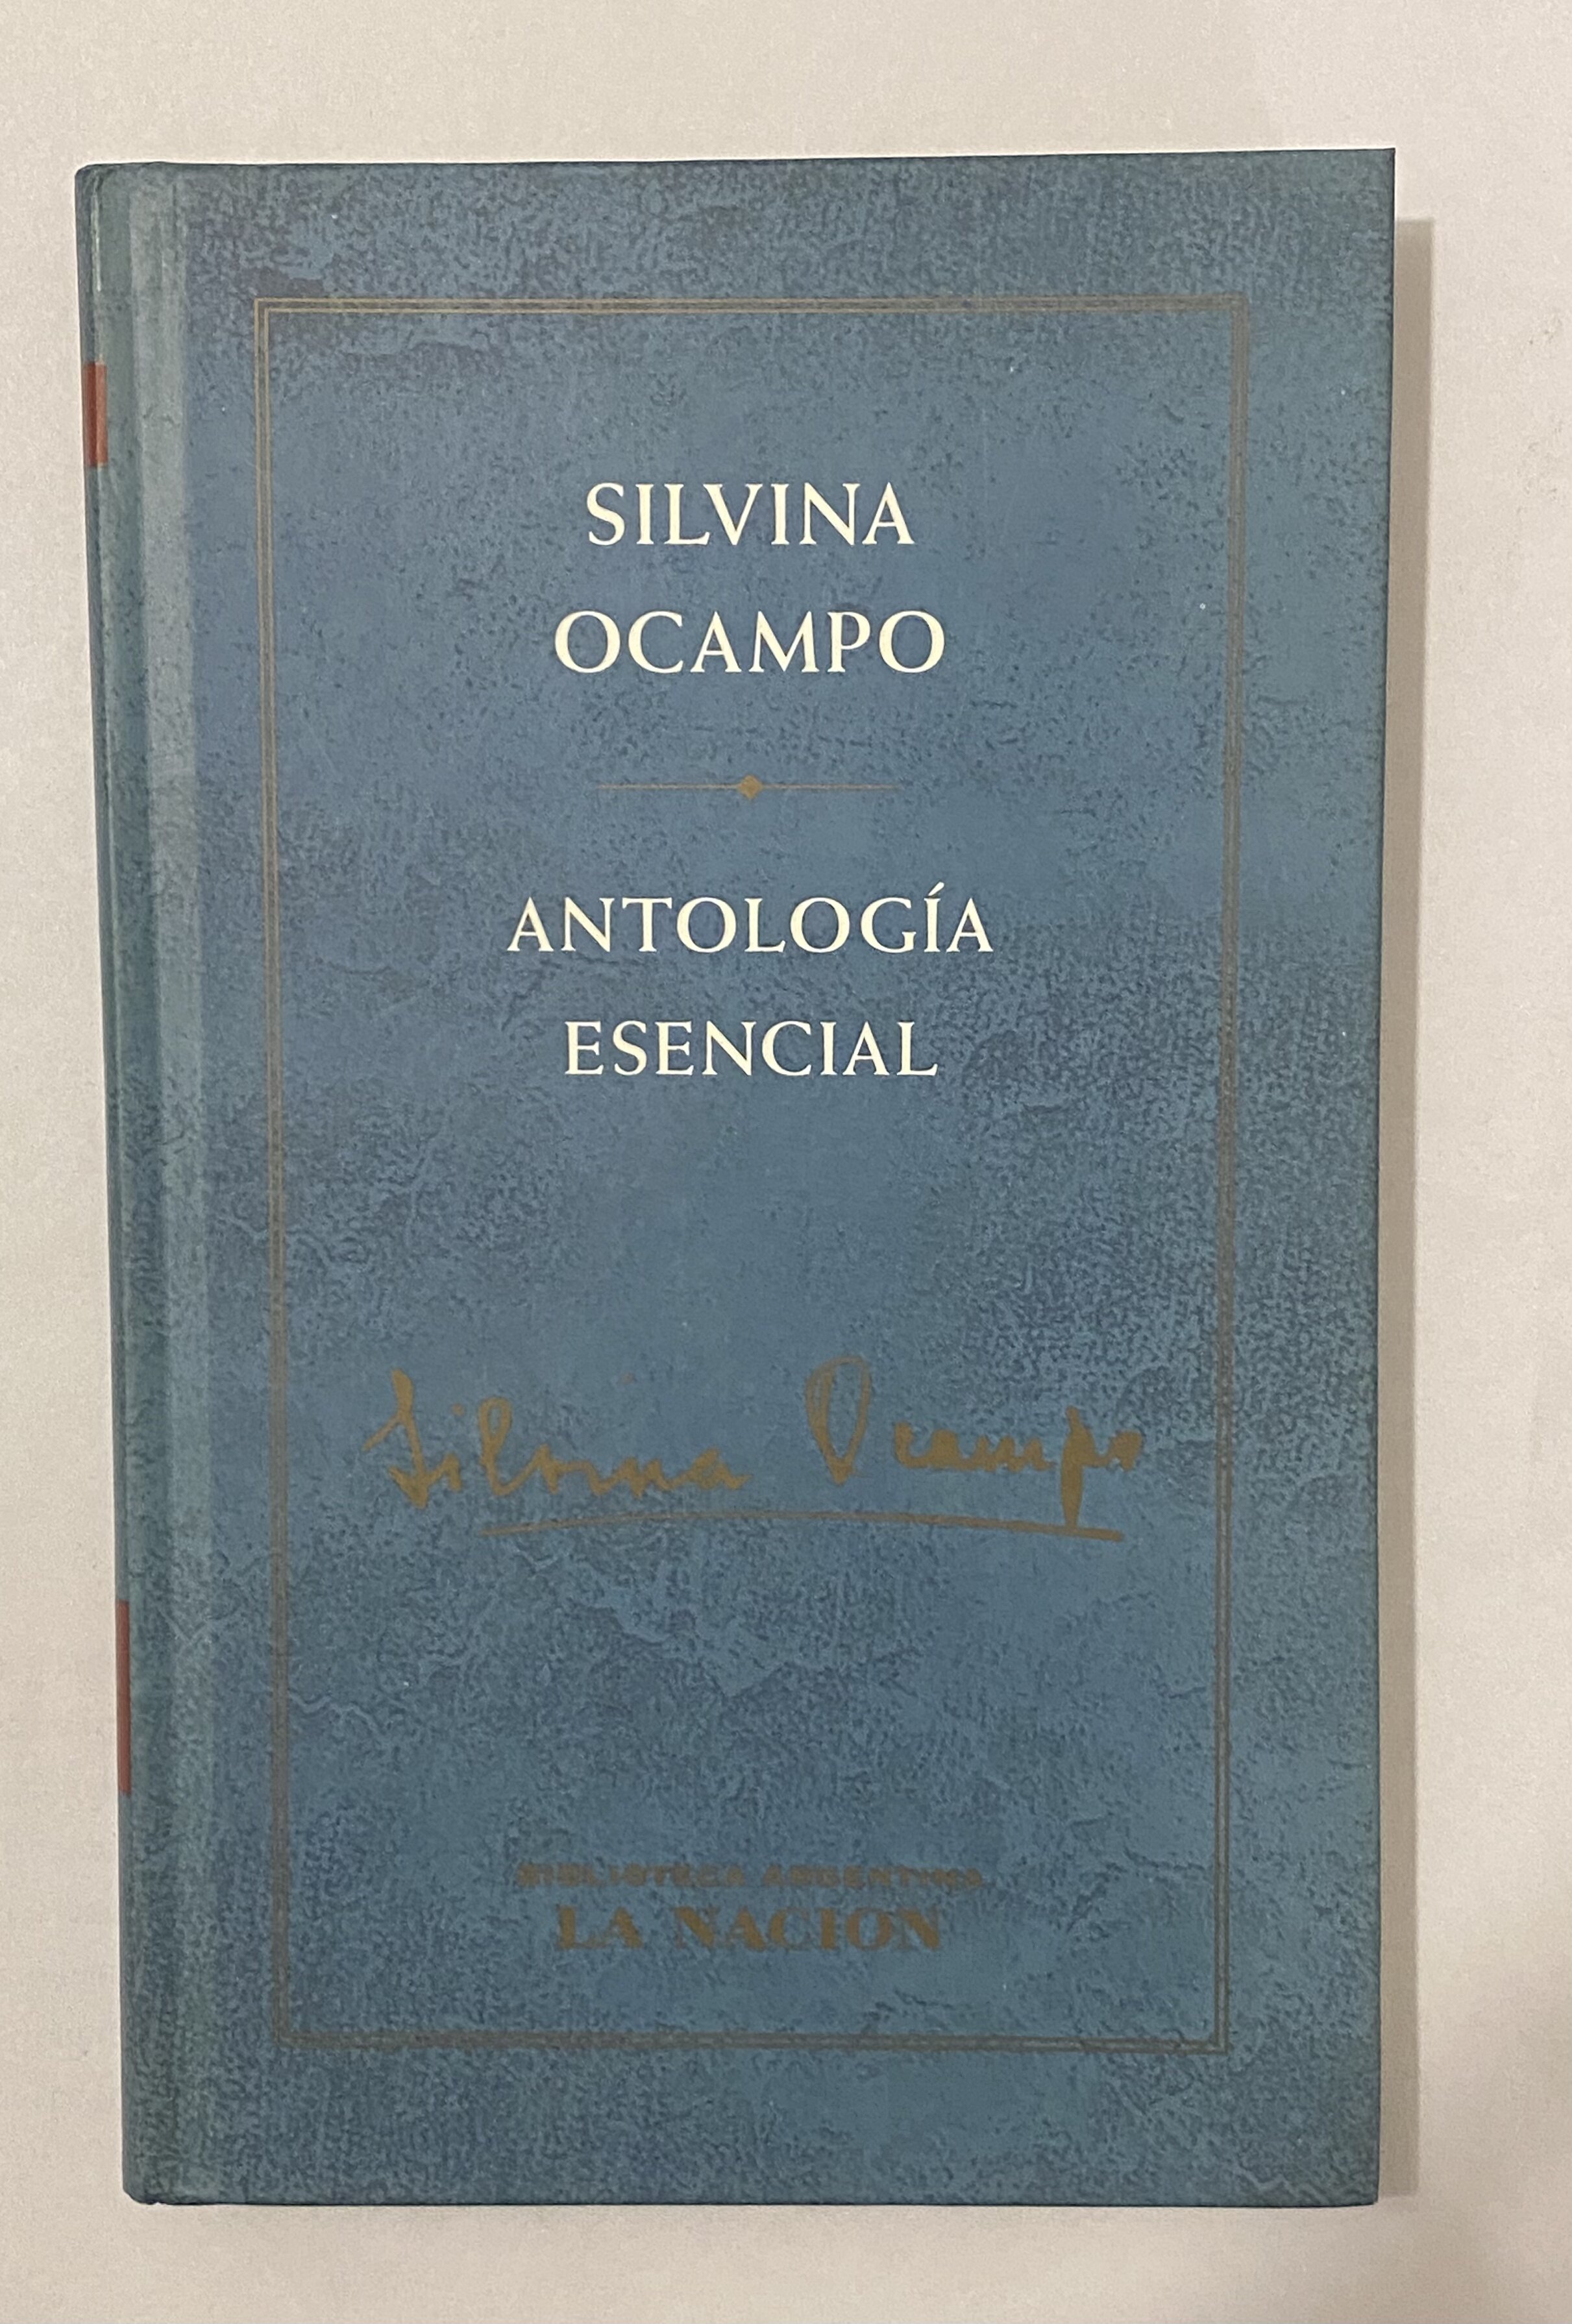 SILVINA
OCAMPO
ANTOLOGÍA
ESENCIAL
Silvina Ocampo
BIBLIOTECA ARGENTINA
LA NACION